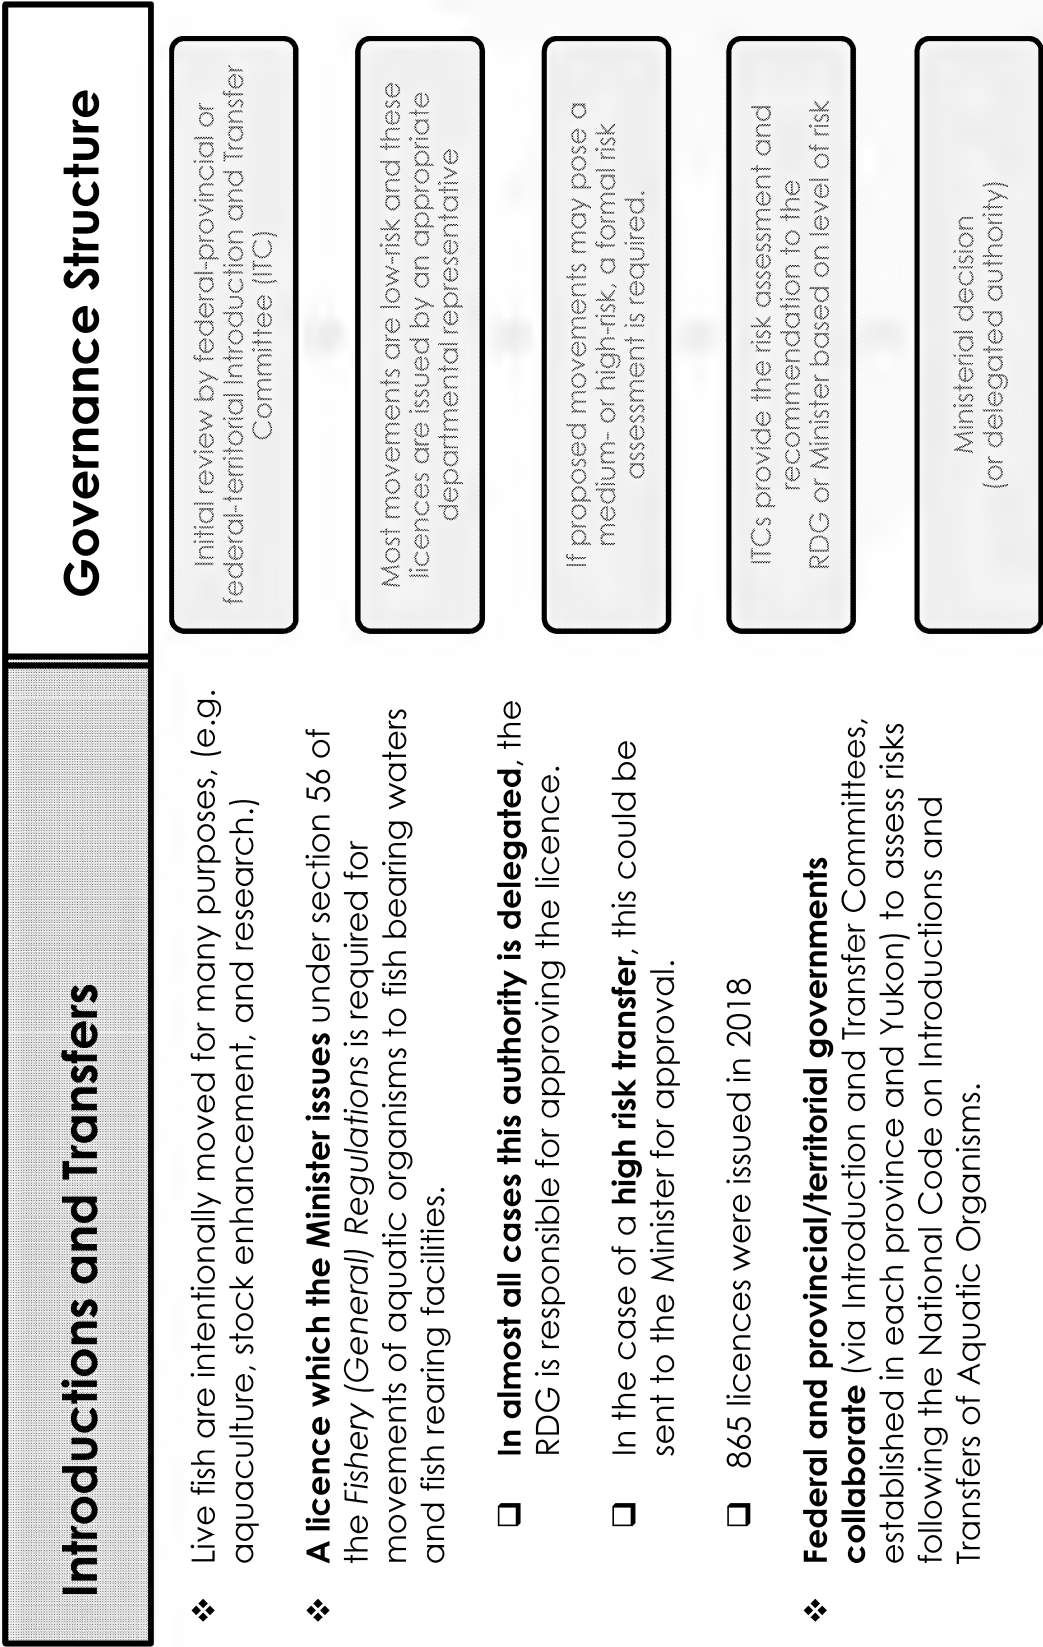 Introductions and Transfers
Governance Structure
❖ Live fish are intentionally moved for many purposes, (e.g.
aquaculture, stock enhancement, and research.)
❖ A licence which the Minister issues under section 56 of
the Fishery (General) Regulations is required for
movements of aquatic organisms to fish bearing waters
and fish rearing facilities.
❑ In almost all cases this authority is delegated, the
RDG is responsible for approving the licence.
❑ In the case of a high risk transfer, this could be
sent to the Minister for approval.
❑ 865 licences were issued in 2018
❖ Federal and provincial/territorial governments
collaborate (via Introduction and Transfer Committees,
established in each province and Yukon) to assess risks
following the National Code on Introductions and
Transfers of Aquatic Organisms.
Initial review by federal-provincial or
federal-territorial Introduction and Transfer
Committee (ITC)
Most movements are low-risk and these
licences are issued by an appropriate
departmental representative
If proposed movements may pose a
medium- or high-risk, a formal risk
assessment is required.
ITCs provide the risk assessment and
recommendation to the
RDG or Minister based on level of risk
Ministerial decision
(or delegated authority)